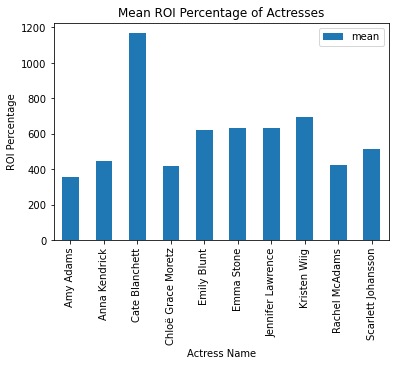 Mean ROI Percentage of Actresses
mean
1200
1000
800
600
400
200
0
ROI Percentage
Amy Adams
Anna Kendrick
Cate Blanchett
Chloë Grace Moretz
Emily Blunt
Emma Stone
Jennifer Lawrence
Kristen Wiig
Rachel McAdams
Scarlett Johansson
Actress Name